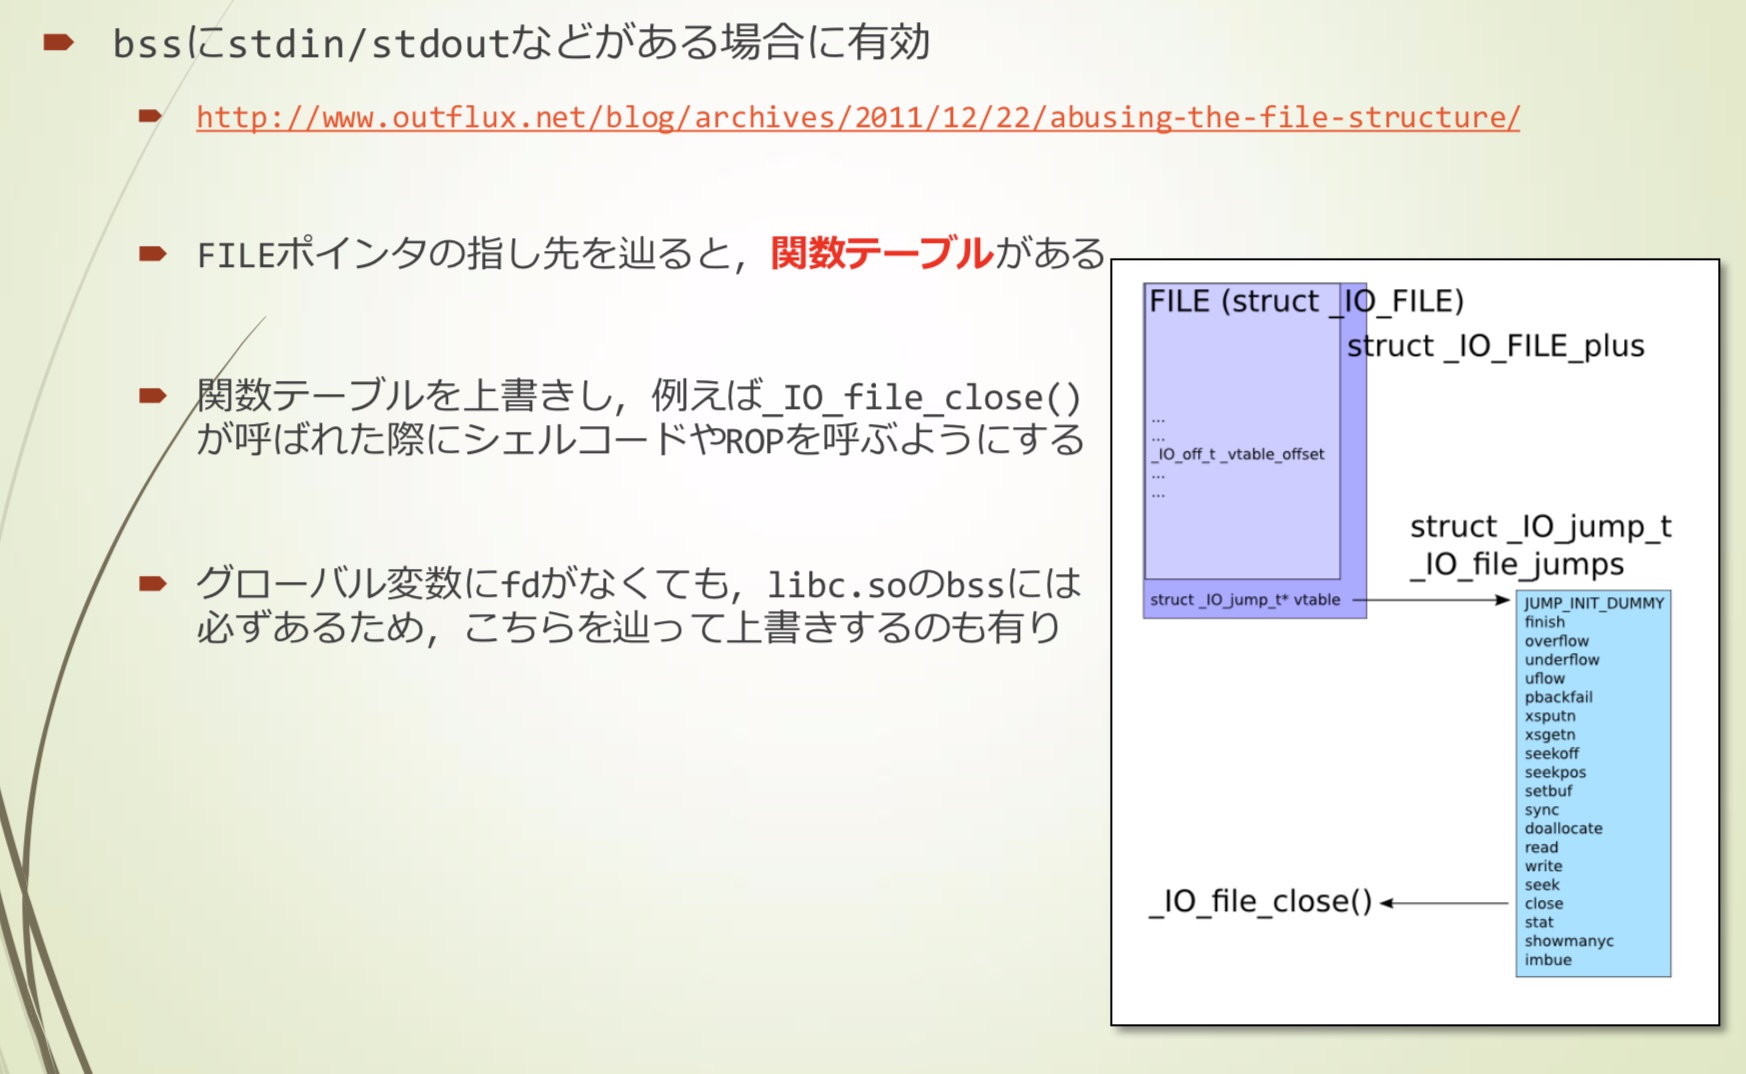 bssにstdin/stdoutなどがある場合に有効
http://www.outflux.net/blog/archives/2011/12/22/abusing-the-file-structure/
FILEポインタの指し先を辿ると，関数テーブルがある
関数テーブルを上書きし，例えば_IO_file_close()
が呼ばれた際にシェルコードやROPを呼ぶようにする
グローバル変数にfdがなくても，libc.soのbssには
必ずあるため，こちらを辿って上書きするのも有り
FILE (struct _IO_FILE)
struct _IO_FILE_plus
...
...
_IO_off_t _vtable_offset
...
...
struct _IO_jump_t* vtable
struct _IO_jump_t
_IO_file_jumps
JUMP_INIT_DUMMY
finish
overflow
underflow
uflow
pbackfail
xsputn
xsgetn
seekoff
seekpos
setbuf
sync
doallocate
read
write
seek
close
stat
showmanyc
imbue
_IO_file_close()